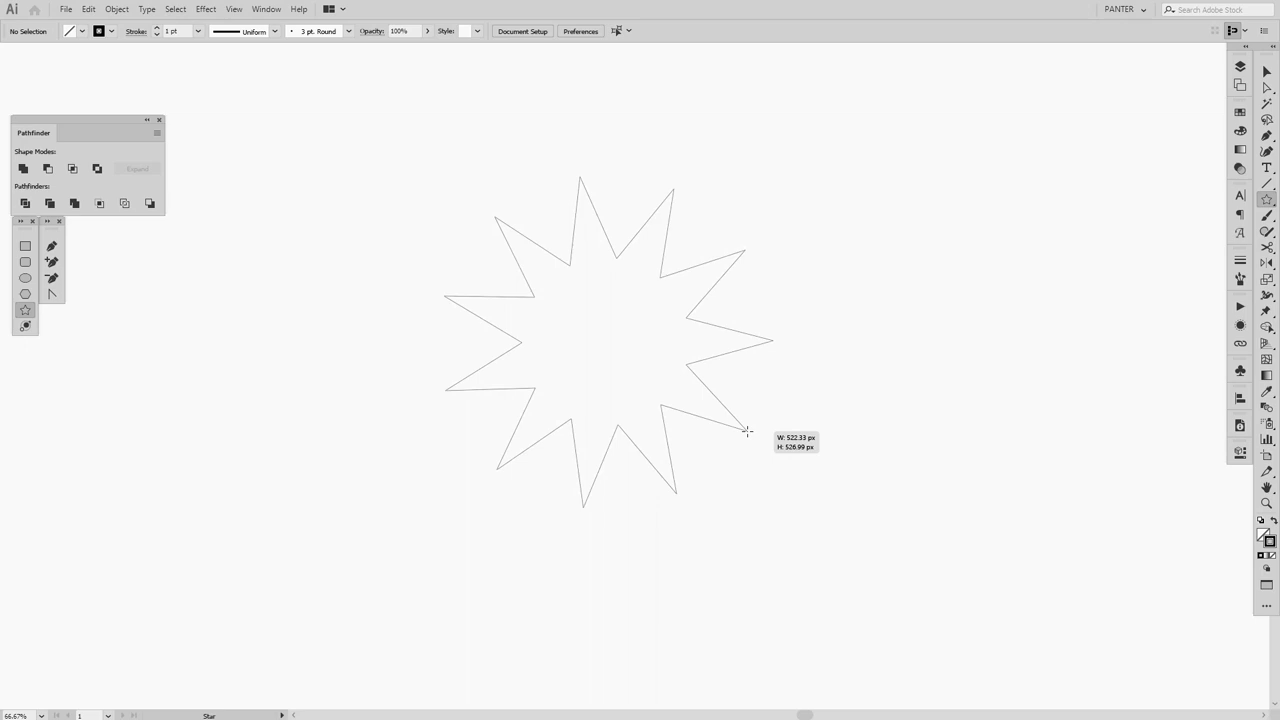 Ai File Edit Object Type Select Effect View Window Help PANTER Search Adobe Stock
No Selection Stroke: 1 pt Uniform 3 pt. Round Opacity: 100% Style: Document Setup Preferences
Pathfinder
Shape Modes:
Expand
Pathfinders:
W: 522.33 px
H: 526.99 px
66.67% 1 Star